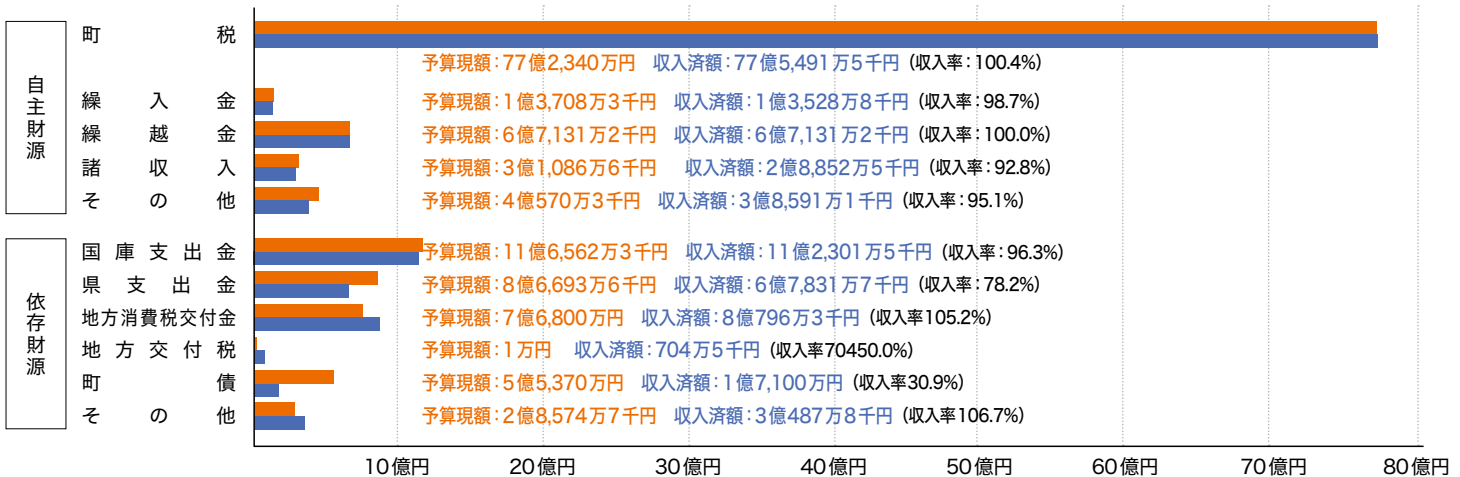 自主財源
町税
予算現額：77億2,340万円 収入済額：77億5,491万5千円（収入率：100.4%）
繰入金 予算現額：1億3,708万3千円 収入済額：1億3,528万8千円（収入率：98.7%）
繰越金 予算現額：6億7,131万2千円 収入済額：6億7,131万2千円（収入率：100.0%）
諸収入 予算現額：3億1,086万6千円 収入済額：2億8,852万5千円（収入率：92.8%）
その他 予算現額：4億570万3千円 収入済額：3億8,591万1千円（収入率：95.1%）
依存財源
国庫支出金 予算現額：11億6,562万3千円 収入済額：11億2,301万5千円（収入率：96.3%）
県支出金 予算現額：8億6,693万6千円 収入済額：6億7,831万7千円（収入率：78.2%）
地方消費税交付金 予算現額：7億6,800万円 収入済額：8億796万3千円（収入率105.2%）
地方交付税 予算現額：1万円 収入済額：704万5千円（収入率70450.0%）
町債 予算現額：5億5,370万円 収入済額：1億7,100万円（収入率30.9%）
その他 予算現額：2億8,574万7千円 収入済額：3億487万8千円（収入率106.7%）
10億円 20億円 30億円 40億円 50億円 60億円 70億円 80億円